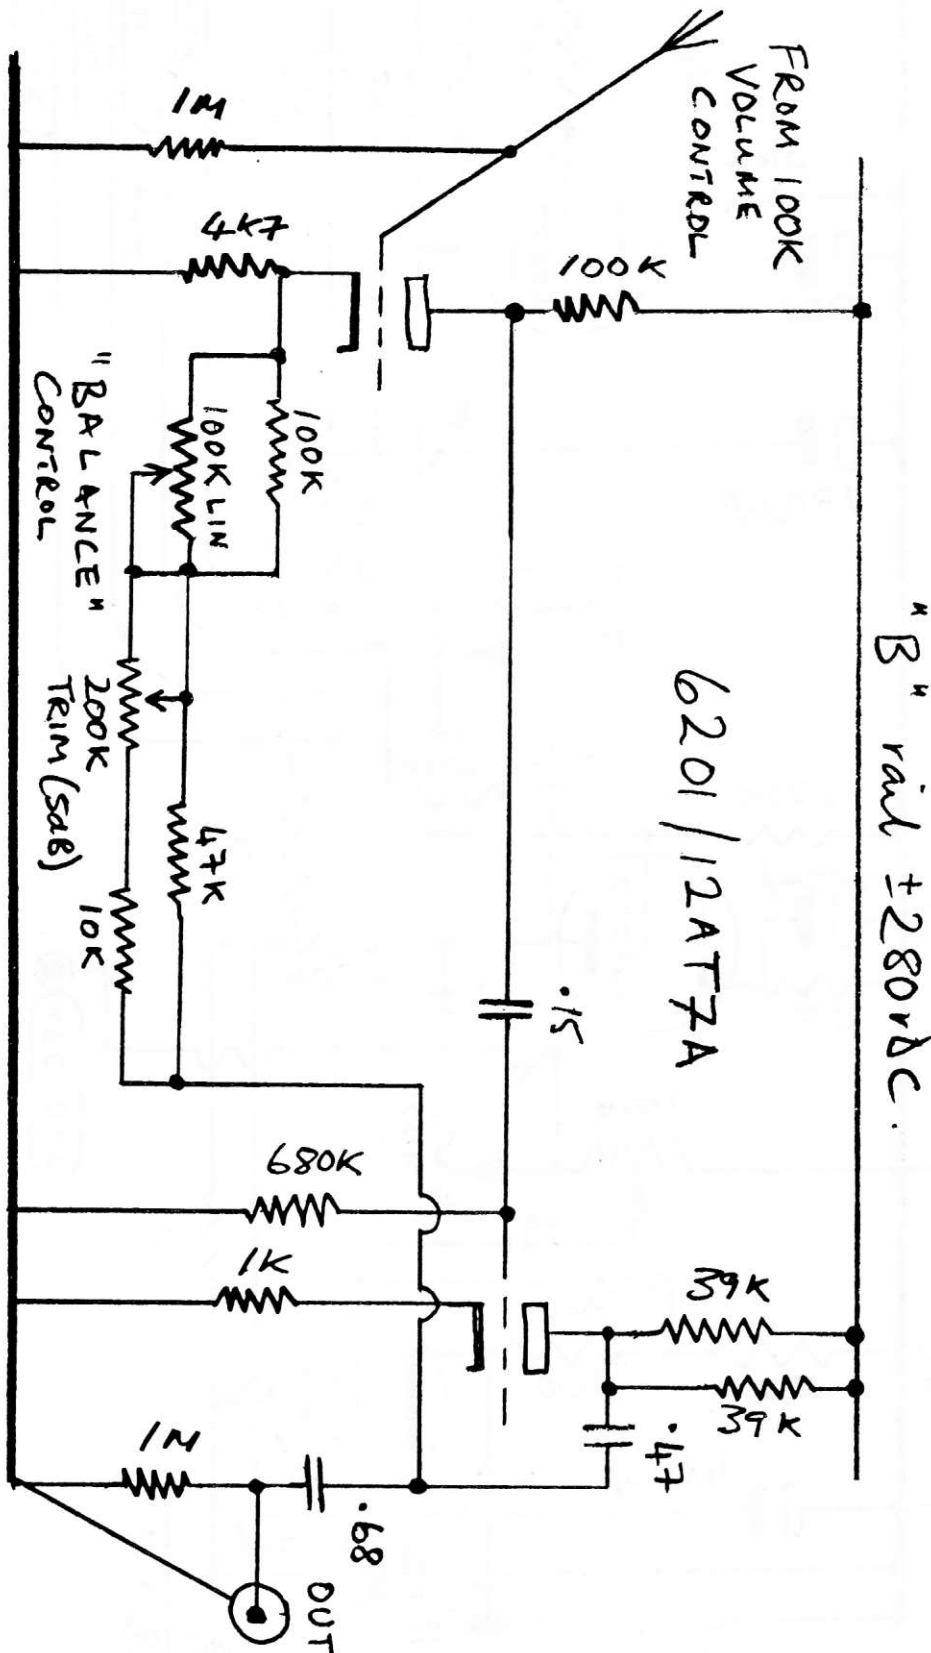 FROM 100K
VOLUME
CONTROL
"B" rail ±280vDC.
100K
1M
4K7
6201/12AT7A
100K
100K LIN
"BALANCE"
CONTROL
.15
200K
TRIM (5dB)
47K
10K
680K
1K
39K
39K
.47
1M
.68
OUT